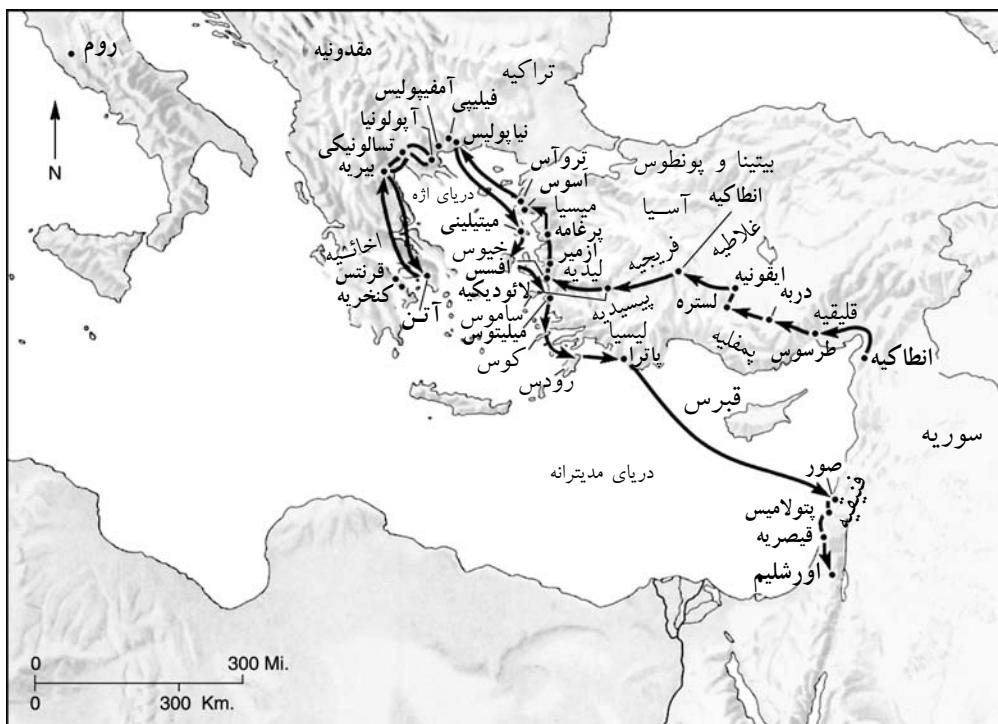 مقدونیه
روم
تراکیه
آمفیپولیس
فیلیپی
آپولونیا
نیاپولیس
تسالونیکی
بیریه
N
تروآس
بیتینا و پونطوس
آسوس
انطاکیه
دریای اژه
میسیا
آسیا
میتیلینی
پرغامه
غلاطیه
خیوس
ازمیر
فریجیه
اخائیه
افسس
لیدیه
ایقونیه
قرنتس
لائودیکیه
پیسیدیه
لستره
دربه
کنخریه
ساموس
قلیقیه
آتن
میلیتوس
لیسیا
پمفلیه
طرسوس
انطاکیه
کوس
پاترا
رودس
قبرس
سوریه
صور
دریای مدیترانه
فنیقیه
پتولامیس
قیصریه
اورشلیم
0 300 Mi.
0 300 Km.